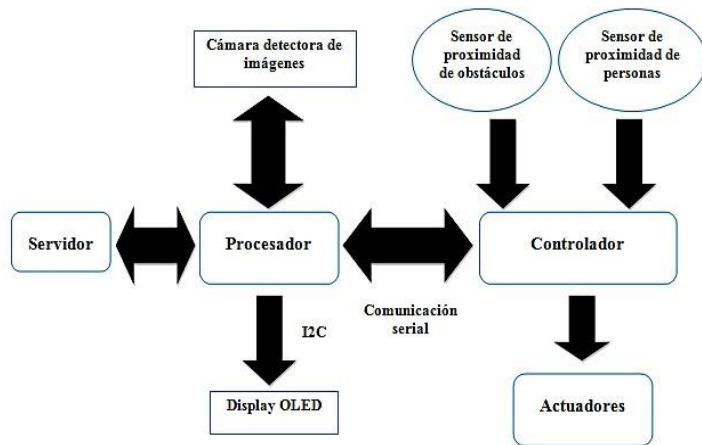 Cámara detectora de
imágenes
Sensor de
proximidad
de obstáculos
Sensor de
proximidad de
personas
Servidor
Procesador
Controlador
Comunicación
serial
I2C
Display OLED
Actuadores